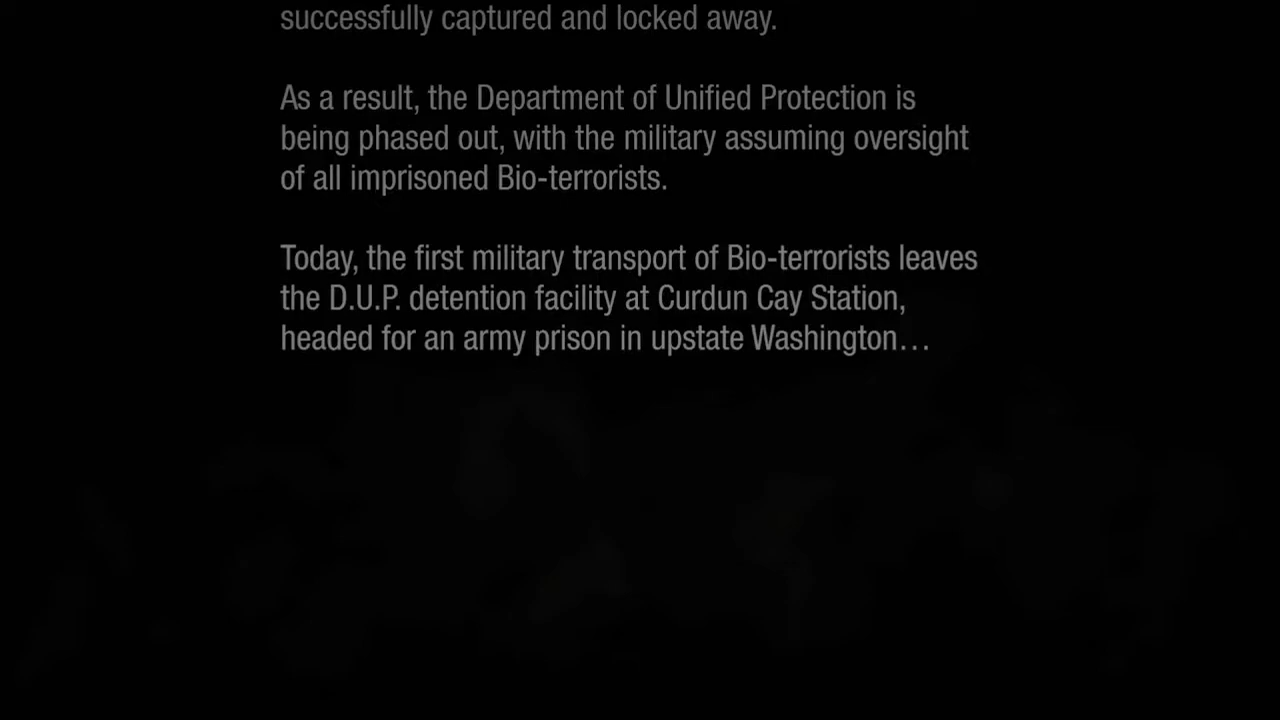 successfully captured and locked away.
As a result, the Department of Unified Protection is
being phased out, with the military assuming oversight
of all imprisoned Bio-terrorists.
Today, the first military transport of Bio-terrorists leaves
the D.U.P. detention facility at Curdun Cay Station,
headed for an army prison in upstate Washington…